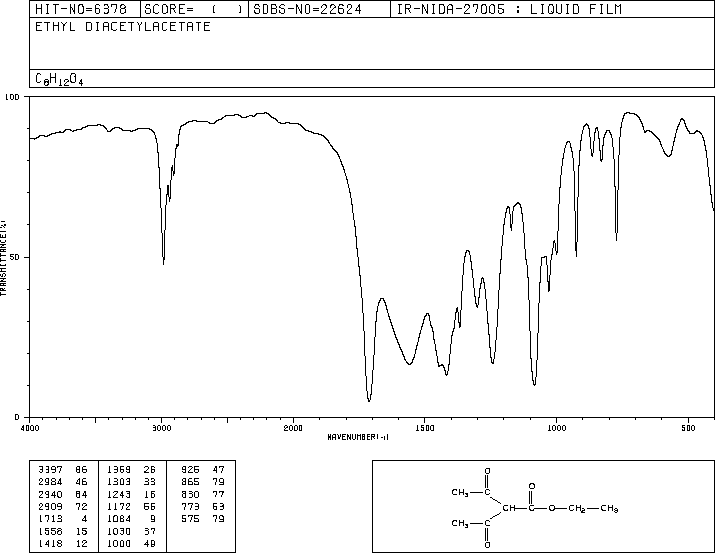 HIT-NO=6378 SCORE= ( ) SDBS-NO=22624 IR-NIDA-27005 : LIQUID FILM
ETHYL DIACETYLACETATE
C8H12O4
100
50
0
TRANSMITTANCE(%)
4000 3000 2000 1500 1000 500
WAVENUMBER(-1)
3397 86 1369 26 926 47
2984 46 1303 33 865 79
2940 64 1243 16 830 77
2909 72 1172 66 773 53
1713 4 1084 9 575 79
1558 15 1030 37
1418 12 1000 49
O
CH3 C O
CH C O CH2 CH3
CH3 C
O